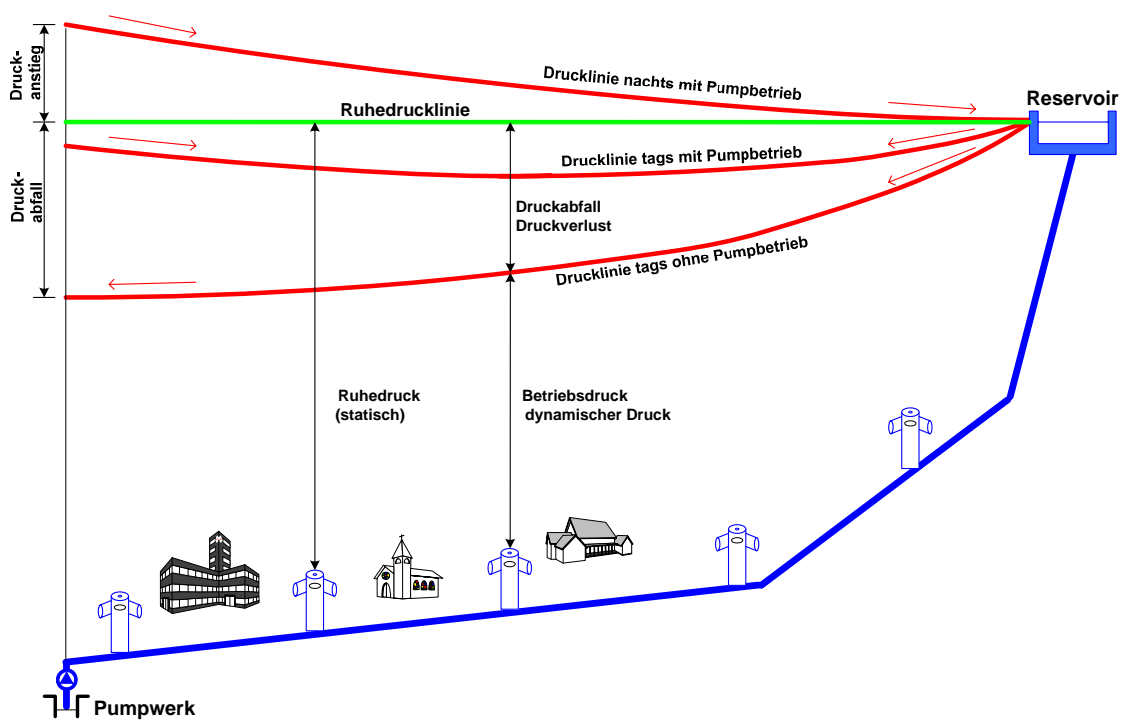 Druck-
anstieg
Drucklinie nachts mit Pumpbetrieb
Reservoir
Ruhedrucklinie
Drucklinie tags mit Pumpbetrieb
Druck-
abfall
Druckabfall
Druckverlust
Drucklinie tags ohne Pumpbetrieb
Ruhedruck
(statisch)
Betriebsdruck
dynamischer Druck
Pumpwerk